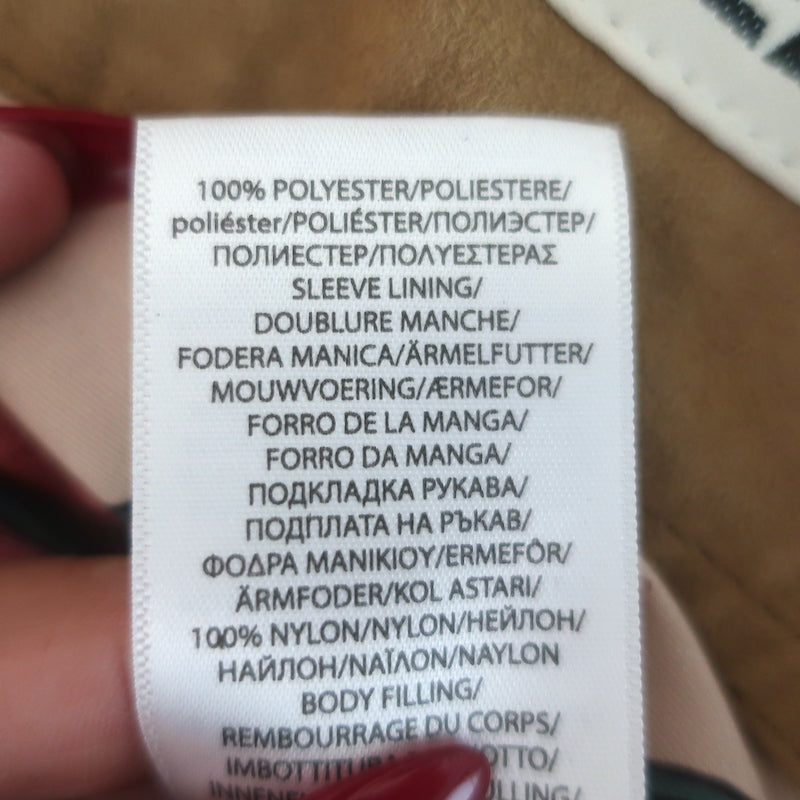 100% POLYESTER/POLIESTERE/
poliéster/POLIÉSTER/ПОЛИЭСТЕР/
ПОЛИЕСТЕР/ΠΟΛΥΕΣΤΕΡΑΣ
SLEEVE LINING/
DOUBLURE MANCHE/
FODERA MANICA/ÄRMELFUTTER/
MOUWVOERING/ÆRMEFOR/
FORRO DE LA MANGA/
FORRO DA MANGA/
ПОДКЛАДКА РУКАВА/
ПОДПЛАТА НА РЪКАВ/
ΦΟΔΡΑ ΜΑΝΙΚΙΟΥ/ERMEFÔR/
ÄRMFODER/KOL ASTARI/
100% NYLON/NYLON/НЕЙЛОН/
НАЙЛОН/ΝΑΪΛΟΝ/NAYLON
BODY FILLING/
REMBOURRAGE DU CORPS/